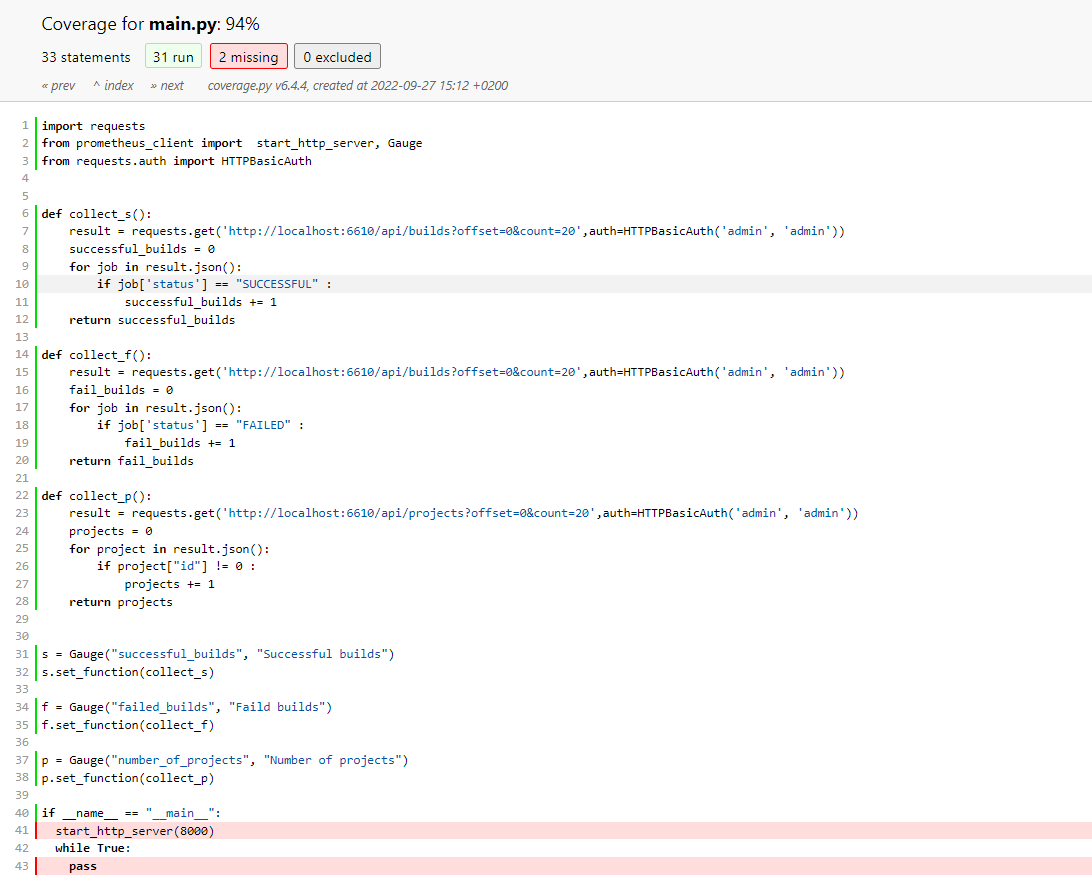 Coverage for main.py: 94%
33 statements 31 run 2 missing 0 excluded
« prev ^ index » next coverage.py v6.4.4, created at 2022-09-27 15:12 +0200
1 import requests
2 from prometheus_client import  start_http_server, Gauge
3 from requests.auth import HTTPBasicAuth
4
5
6 def collect_s():
7     result = requests.get('http://localhost:6610/api/builds?offset=0&count=20',auth=HTTPBasicAuth('admin', 'admin'))
8     successful_builds = 0
9     for job in result.json():
10         if job['status'] == "SUCCESSFUL" :
11             successful_builds += 1
12     return successful_builds
13
14 def collect_f():
15     result = requests.get('http://localhost:6610/api/builds?offset=0&count=20',auth=HTTPBasicAuth('admin', 'admin'))
16     fail_builds = 0
17     for job in result.json():
18         if job['status'] == "FAILED" :
19             fail_builds += 1
20     return fail_builds
21
22 def collect_p():
23     result = requests.get('http://localhost:6610/api/projects?offset=0&count=20',auth=HTTPBasicAuth('admin', 'admin'))
24     projects = 0
25     for project in result.json():
26         if project["id"] != 0 :
27             projects += 1
28     return projects
29
30
31 s = Gauge("successful_builds", "Successful builds")
32 s.set_function(collect_s)
33
34 f = Gauge("failed_builds", "Faild builds")
35 f.set_function(collect_f)
36
37 p = Gauge("number_of_projects", "Number of projects")
38 p.set_function(collect_p)
39
40 if __name__ == "__main__":
41   start_http_server(8000)
42   while True:
43     pass